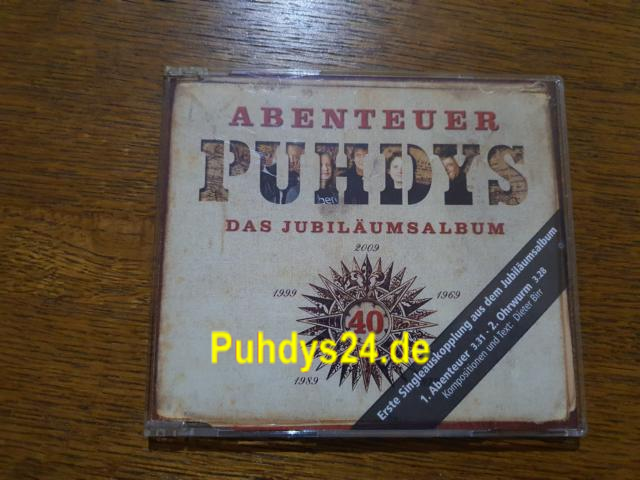 ABENTEUER
PUHDYS
DAS JUBILÄUMSALBUM
2009
1999
1969
40
1989
Erste Singleauskopplung aus dem Jubiläumsalbum
1. Abenteuer 3.31 · 2. Ohrwurm 3.28
Kompositionen und Text: Dieter Birr
Puhdys24.de